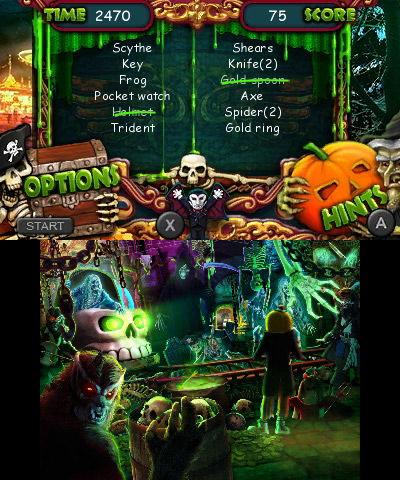 TIME 2470 75 SCORE
Scythe Shears
Key Knife(2)
Frog Gold spoon
Pocket watch Axe
Helmet Spider(2)
Trident Gold ring
OPTIONS HINTS
START X A